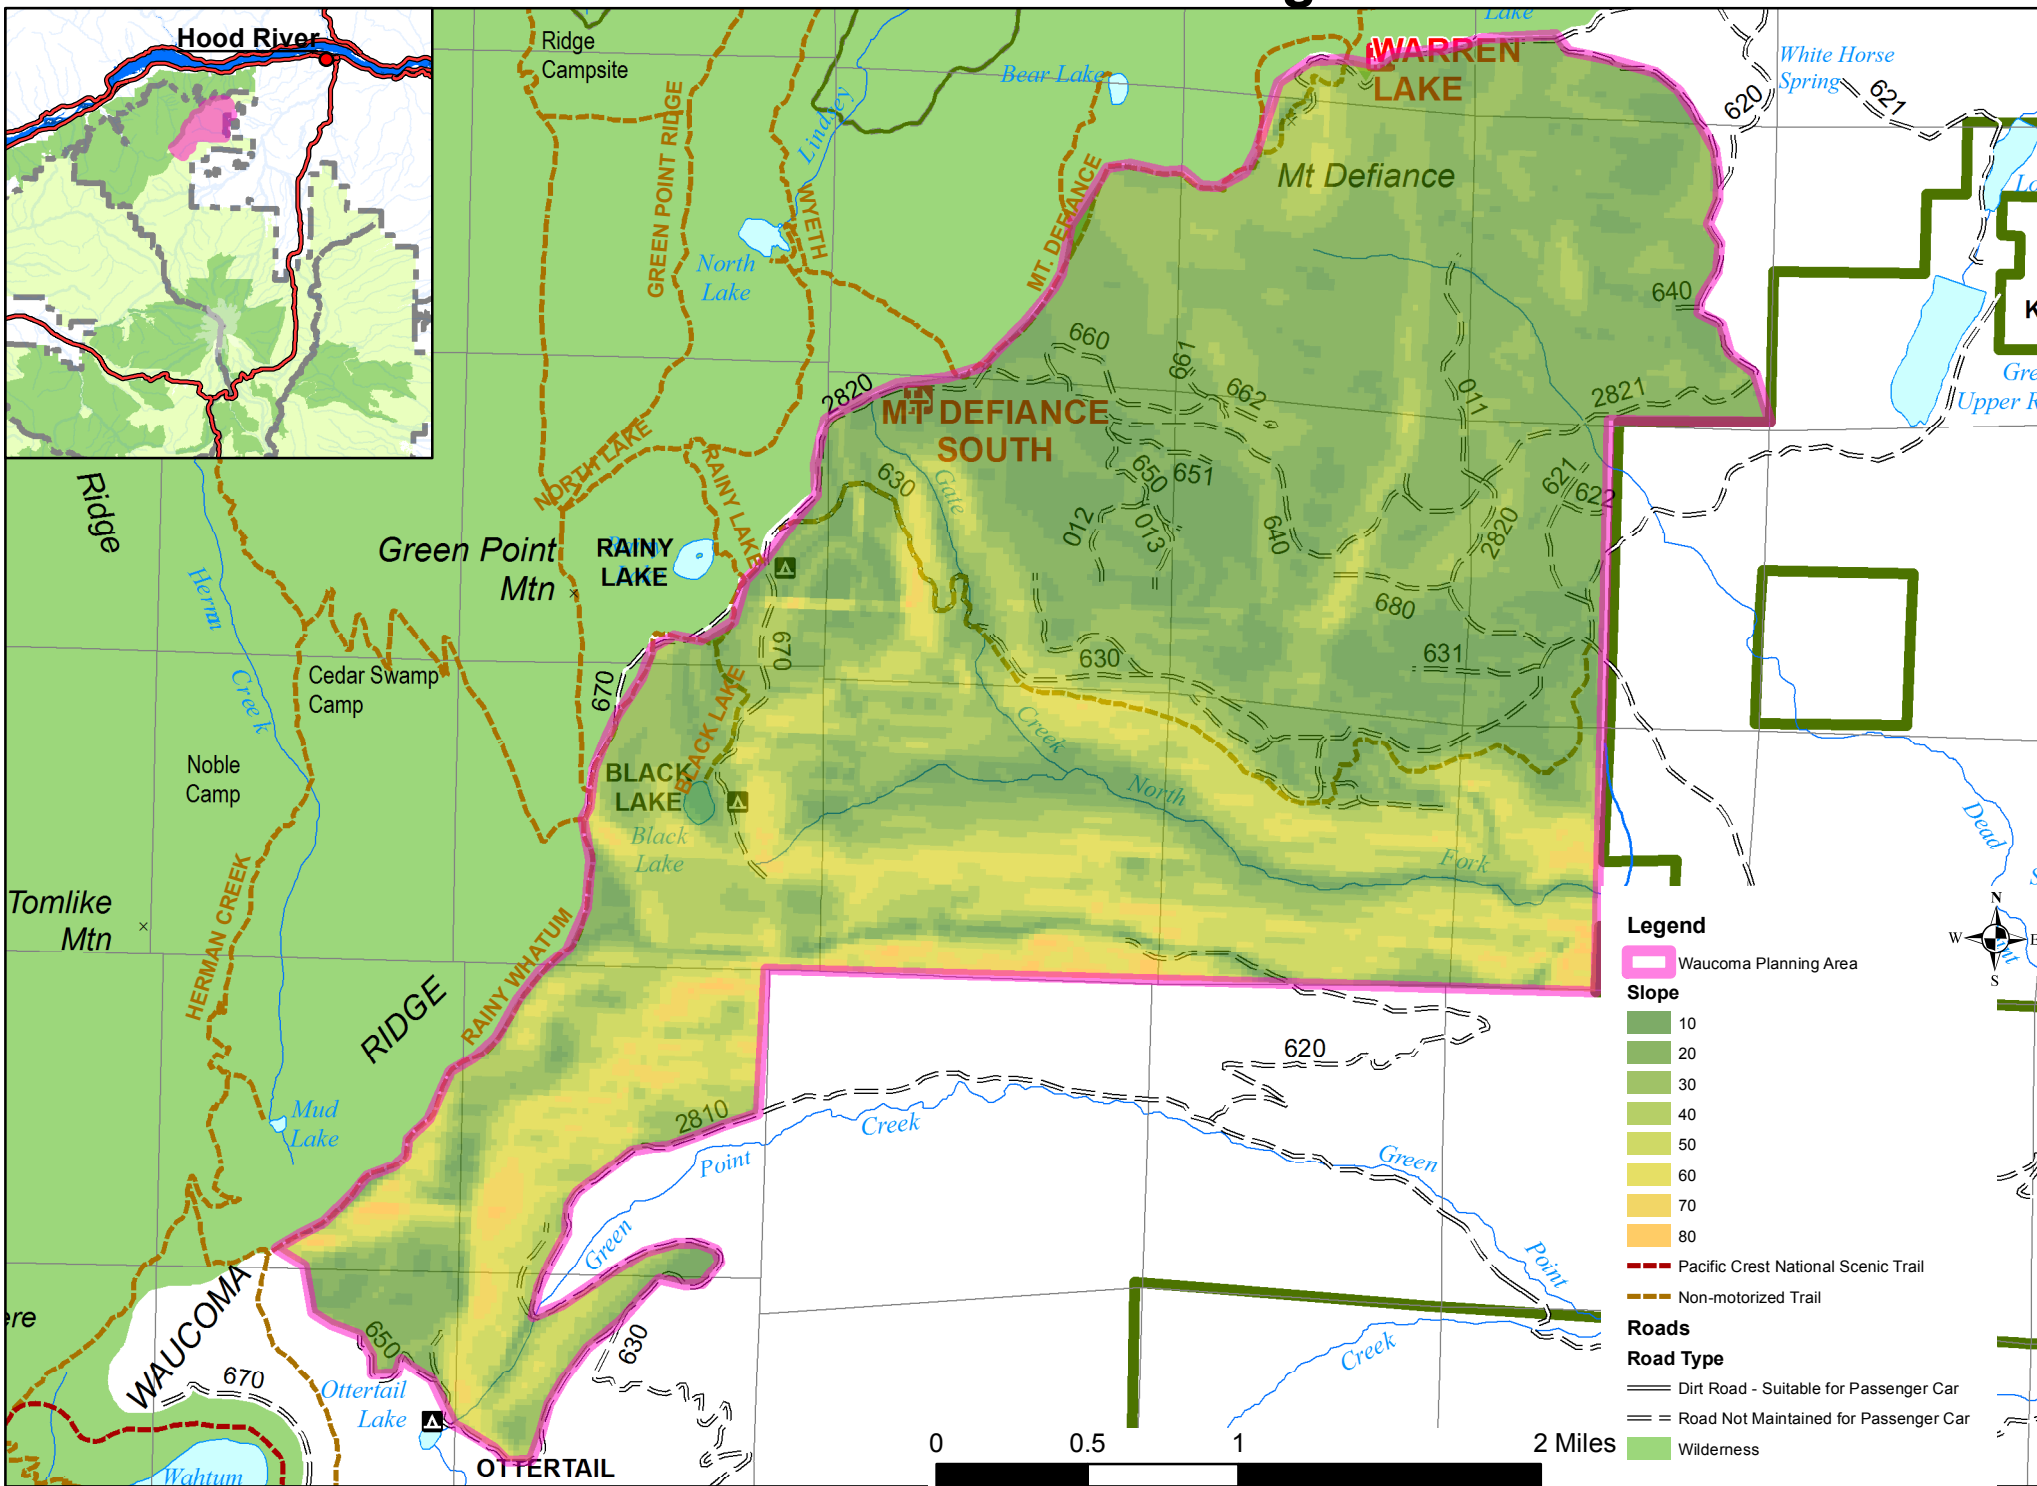 Hood River
Ridge
Campsite
Lake
Bear Lake
WARREN
LAKE
White Horse
Spring
620
621
Lindsey
GREEN POINT RIDGE
WYETH
MT. DEFIANCE
Mt Defiance
North
Lake
640
660
661
662
011
2821
2820
MT DEFIANCE
SOUTH
Gre
Upper R
K
Ridge
NORTH LAKE
RAINY LAKE
630
Gate
650
651
012
013
640
621
622
2820
Green Point
Mtn
RAINY
LAKE
Herm
Creek
680
670
630
631
Cedar Swamp
Camp
670
BLACK LAKE
Creek
Noble
Camp
BLACK
LAKE
Black
Lake
North
Fork
Dead
Tomlike
Mtn
HERMAN CREEK
RAINY WHATUM
RIDGE
N
W
E
S
Legend
Waucoma Planning Area
Slope
10
20
30
40
50
60
70
80
Pacific Crest National Scenic Trail
Non-motorized Trail
Roads
Road Type
Dirt Road - Suitable for Passenger Car
Road Not Maintained for Passenger Car
Wilderness
620
Mud
Lake
2810
Creek
Point
Green
Green
Point
Creek
ere
WAUCOMA
670
650
630
Ottertail
Lake
OTTERTAIL
Wahtum
0
0.5
1
2 Miles